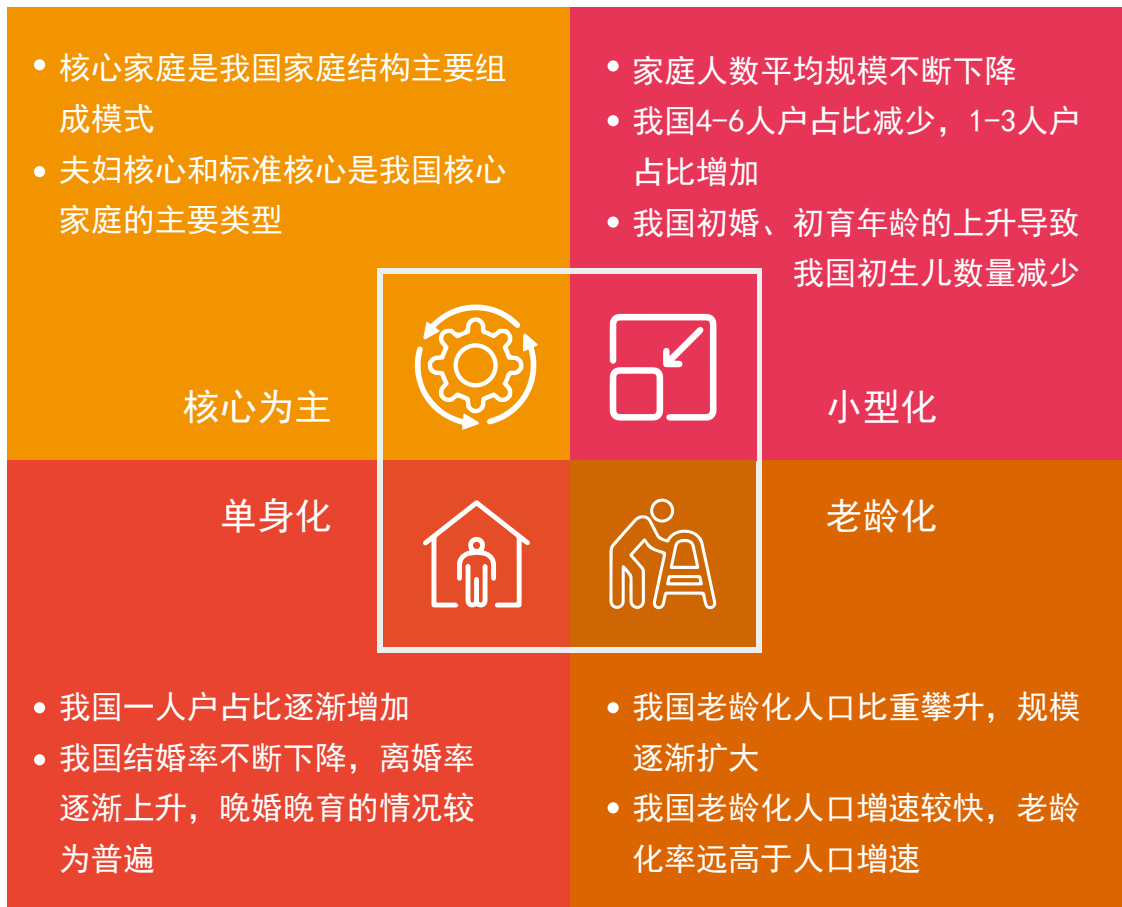 核心家庭是我国家庭结构主要组
成模式
夫妇核心和标准核心是我国核心
家庭的主要类型
核心为主
家庭人数平均规模不断下降
我国4-6人户占比减少，1-3人户
占比增加
我国初婚、初育年龄的上升导致
我国初生儿数量减少
小型化
单身化
我国一人户占比逐渐增加
我国结婚率不断下降，离婚率
逐渐上升，晚婚晚育的情况较
为普遍
老龄化
我国老龄化人口比重攀升，规模
逐渐扩大
我国老龄化人口增速较快，老龄
化率远高于人口增速